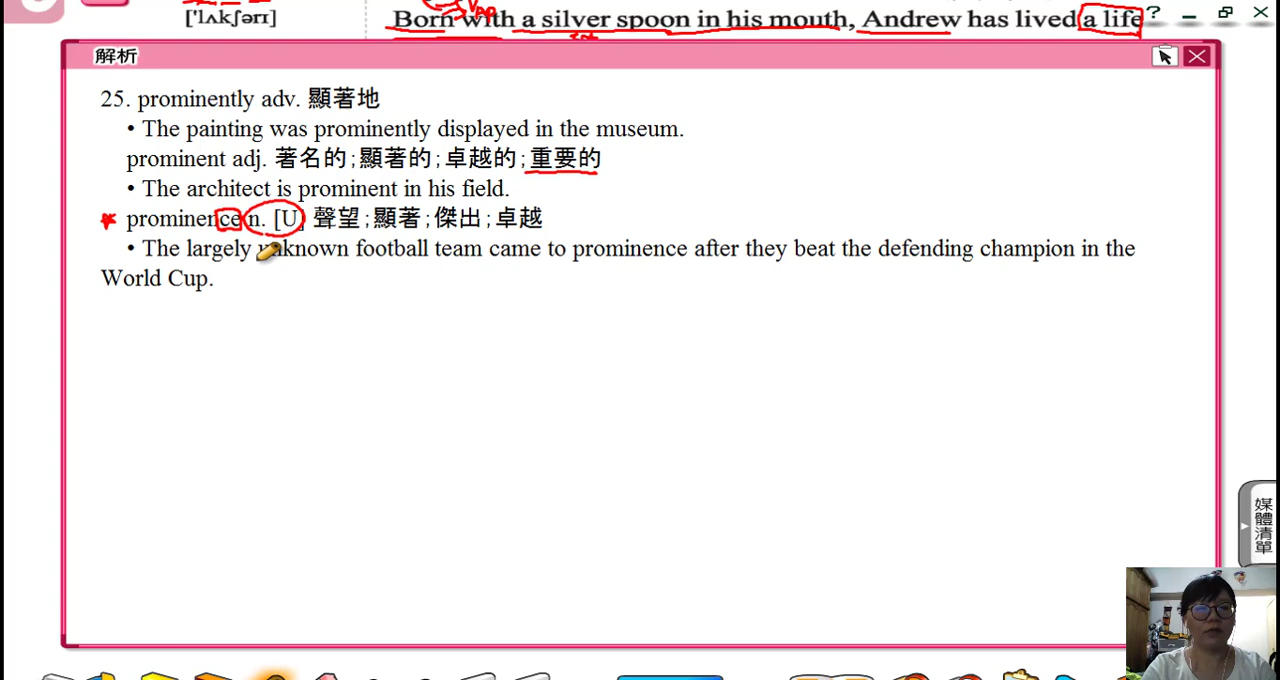 ['lʌkʃərɪ]
Born with a silver spoon in his mouth, Andrew has lived a life
解析
25. prominently adv. 顯著地
• The painting was prominently displayed in the museum.
prominent adj. 著名的;顯著的;卓越的;重要的
• The architect is prominent in his field.
prominence n. [U] 聲望;顯著;傑出;卓越
• The largely unknown football team came to prominence after they beat the defending champion in the
World Cup.
媒體清單